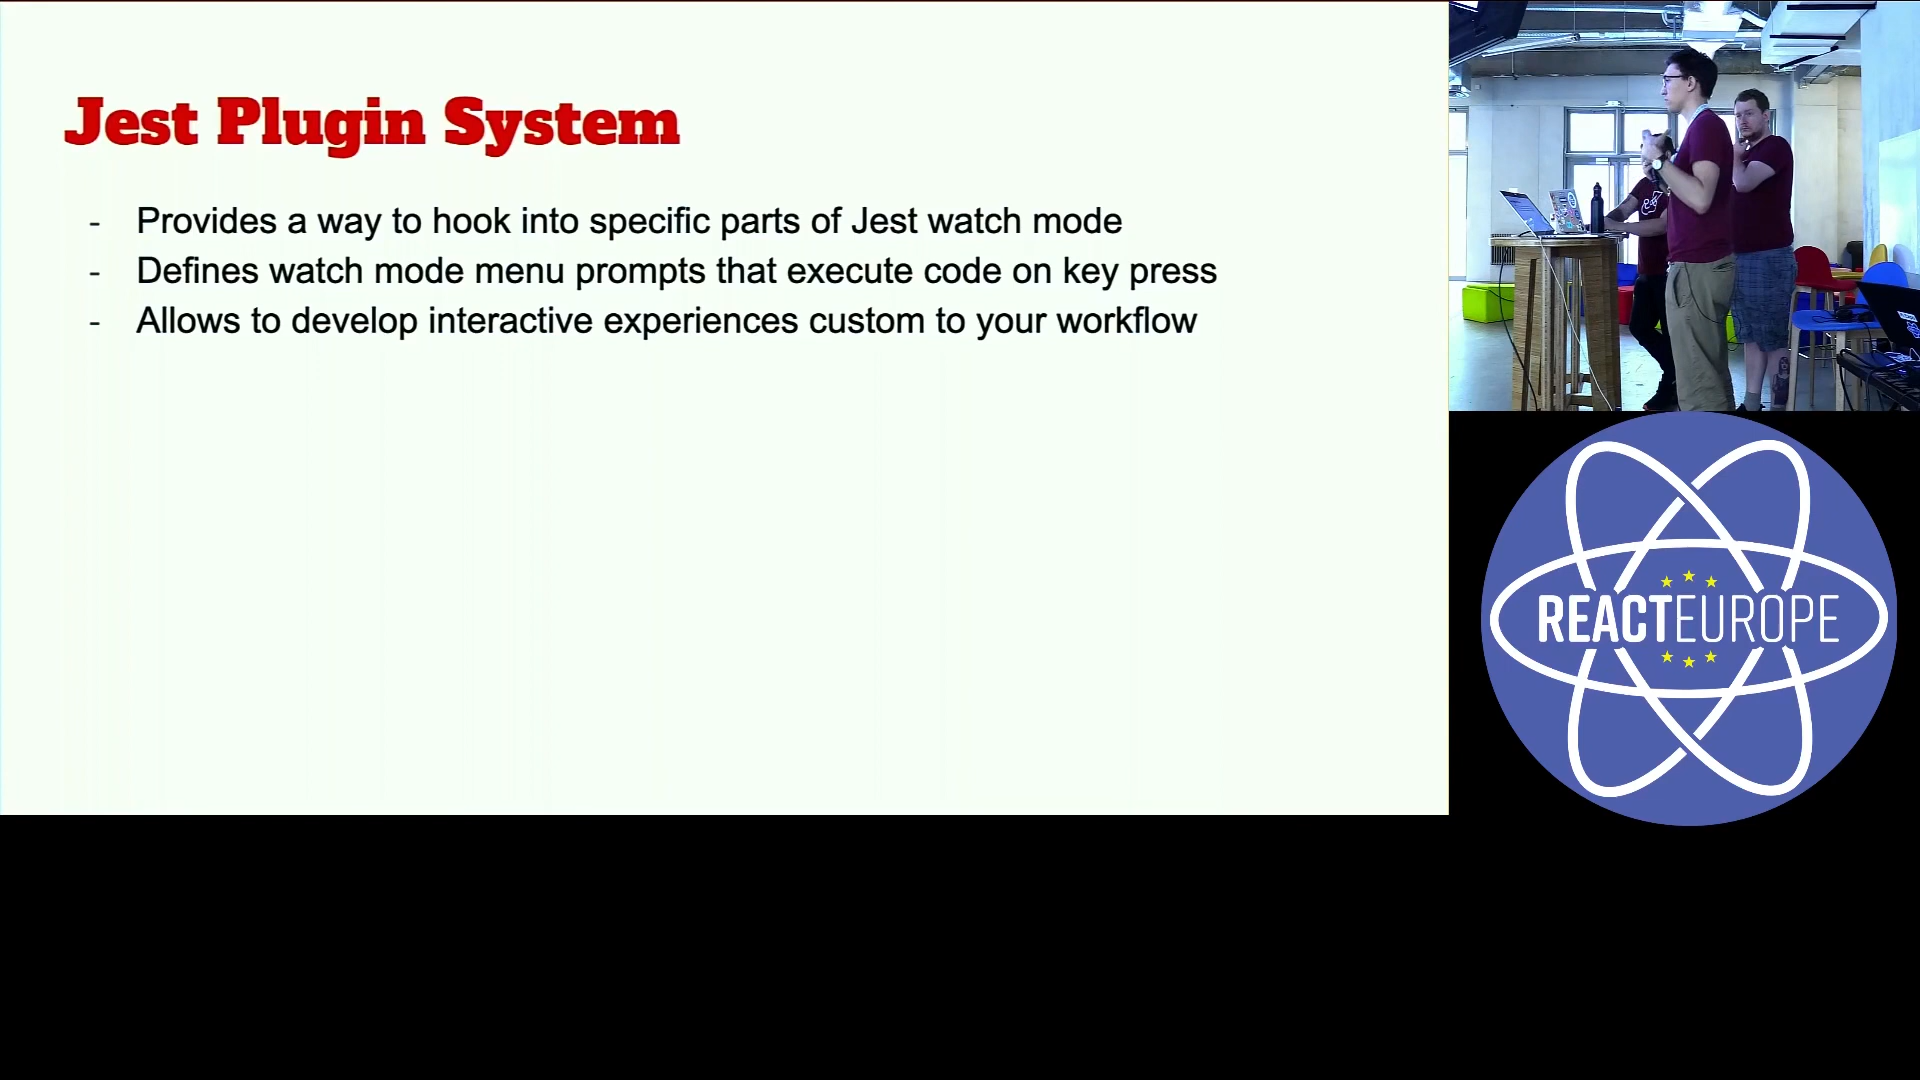 Jest Plugin System
- Provides a way to hook into specific parts of Jest watch mode
- Defines watch mode menu prompts that execute code on key press
- Allows to develop interactive experiences custom to your workflow
REACTEUROPE